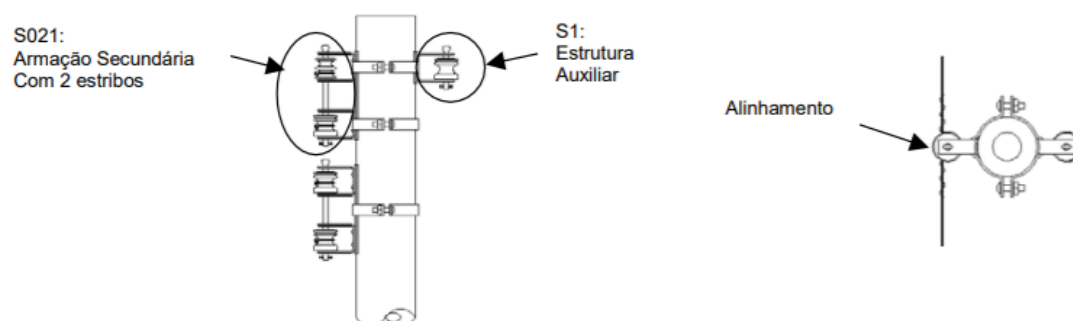 S021:
Armação Secundária
Com 2 estribos
S1:
Estrutura
Auxiliar
Alinhamento